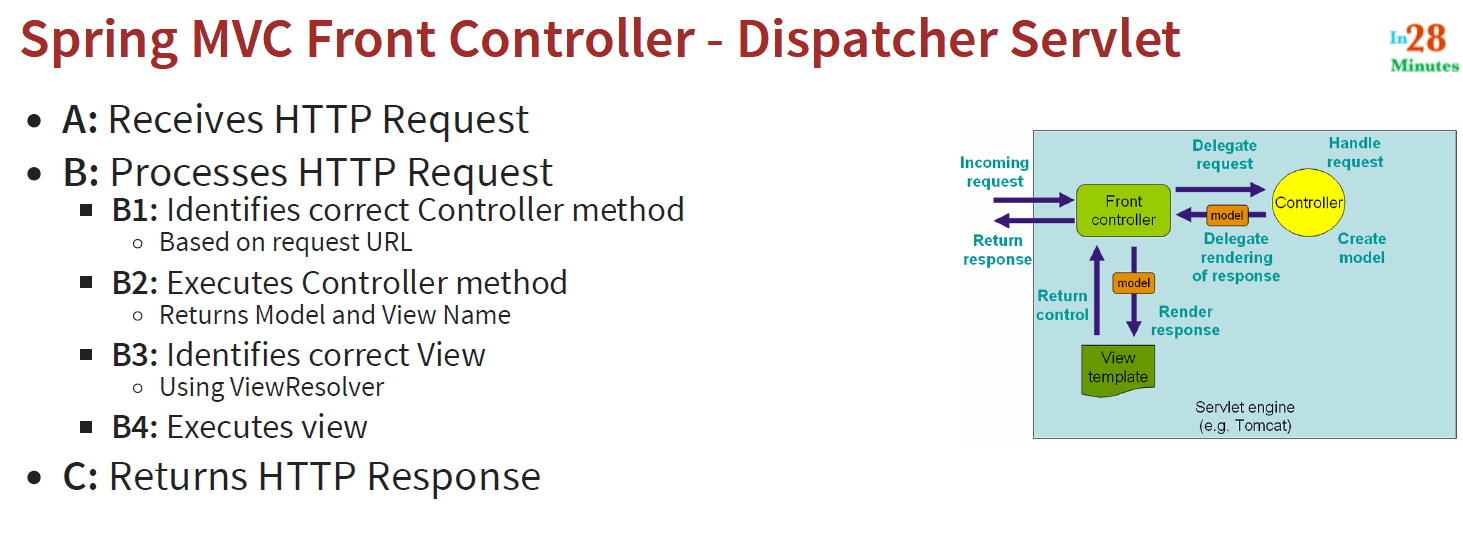 Spring MVC Front Controller - Dispatcher Servlet
In 28
Minutes
A: Receives HTTP Request
B: Processes HTTP Request
B1: Identifies correct Controller method
Based on request URL
B2: Executes Controller method
Returns Model and View Name
B3: Identifies correct View
Using ViewResolver
B4: Executes view
C: Returns HTTP Response
Incoming
request
Return
response
Front
controller
Delegate
request
Handle
request
Controller
model
Delegate
rendering
of response
Create
model
model
Return
control
Render
response
View
template
Servlet engine
(e.g. Tomcat)